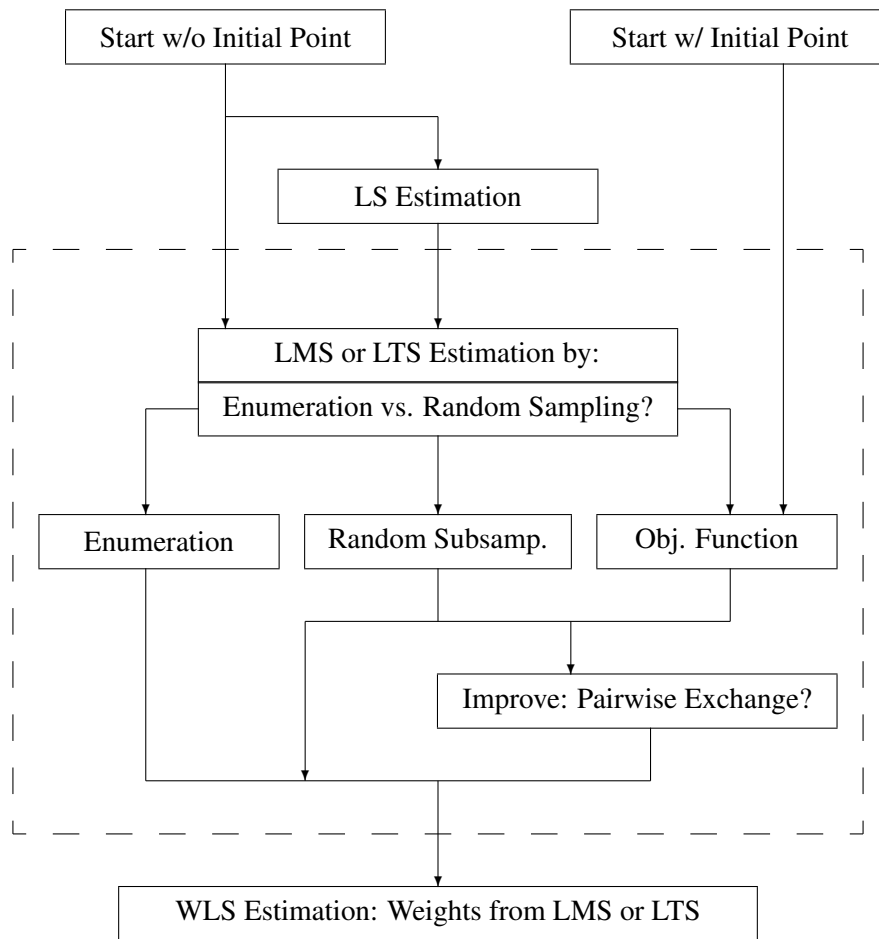 Start w/o Initial Point
Start w/ Initial Point
LS Estimation
LMS or LTS Estimation by:
Enumeration vs. Random Sampling?
Enumeration
Random Subsamp.
Obj. Function
Improve: Pairwise Exchange?
WLS Estimation: Weights from LMS or LTS